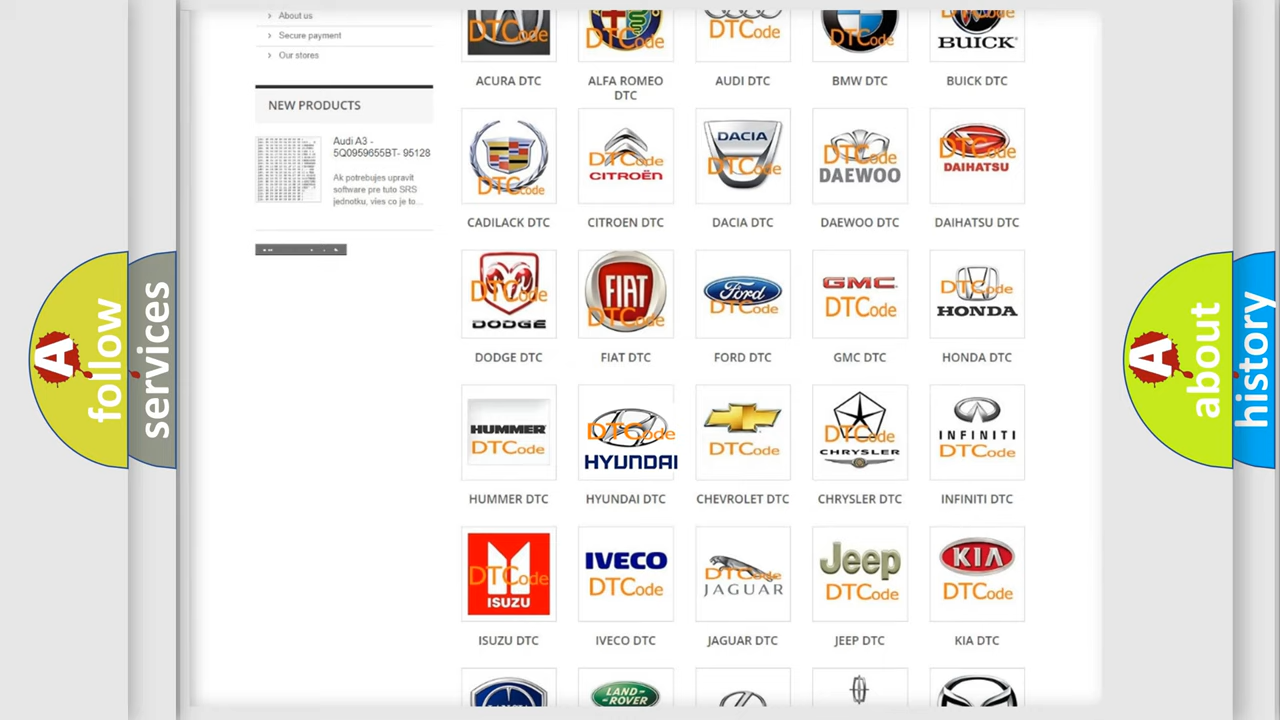 About us
Secure payment
Our stores
NEW PRODUCTS
Audi A3 -
5Q0959655BT- 95128
Ak potrebujes upravit
software pre tuto SRS
jednotku, vies co je to...
DTCode DTCode DTCode DTCode BUICK
ACURA DTC ALFA ROMEO DTC AUDI DTC BMW DTC BUICK DTC
DTCode
DTCode CITROËN
DACIA DTCode
DTCode DAEWOO
DTCode DAIHATSU
CADILACK DTC CITROEN DTC DACIA DTC DAEWOO DTC DAIHATSU DTC
DTCode DODGE
FIAT DTCode
Ford DTCode
GMC DTCode
DTCode HONDA
DODGE DTC FIAT DTC FORD DTC GMC DTC HONDA DTC
HUMMER DTCode
DTCode HYUNDAI
DTCode
DTCode CHRYSLER
INFINITI DTCode
HUMMER DTC HYUNDAI DTC CHEVROLET DTC CHRYSLER DTC INFINITI DTC
DTCode ISUZU
IVECO DTCode
DTCode JAGUAR
Jeep DTCode
KIA DTCode
ISUZU DTC IVECO DTC JAGUAR DTC JEEP DTC KIA DTC
LAND-ROVER
A follow
services
A about
history